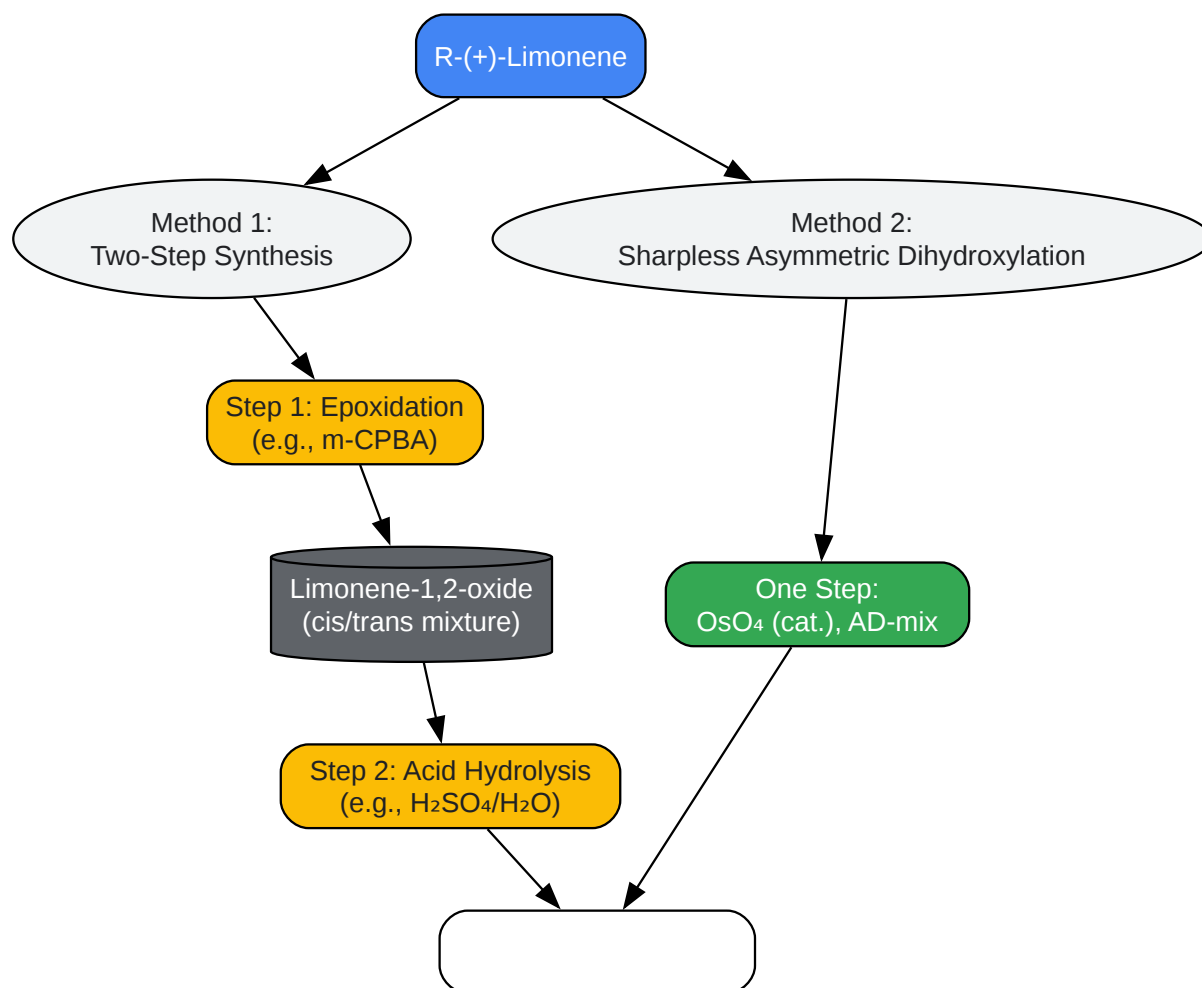 R-(+)-Limonene
Method 1:
Two-Step Synthesis
Method 2:
Sharpless Asymmetric Dihydroxylation
Step 1: Epoxidation
(e.g., m-CPBA)
Limonene-1,2-oxide
(cis/trans mixture)
One Step:
OsO₄ (cat.), AD-mix
Step 2: Acid Hydrolysis
(e.g., H₂SO₄/H₂O)